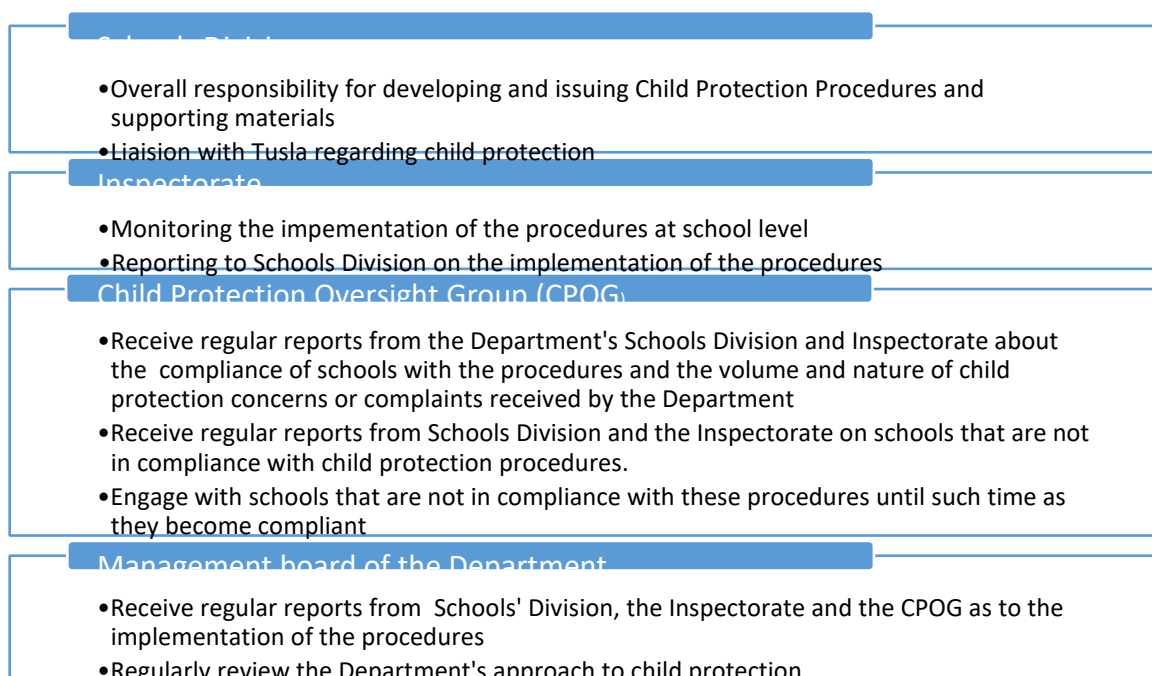 Schools Division
•Overall responsibility for developing and issuing Child Protection Procedures and
supporting materials
•Liaision with Tusla regarding child protection
Inspectorate
•Monitoring the impementation of the procedures at school level
•Reporting to Schools Division on the implementation of the procedures
Child Protection Oversight Group (CPOG)
•Receive regular reports from the Department's Schools Division and Inspectorate about
the compliance of schools with the procedures and the volume and nature of child
protection concerns or complaints received by the Department
•Receive regular reports from Schools Division and the Inspectorate on schools that are not
in compliance with child protection procedures.
•Engage with schools that are not in compliance with these procedures until such time as
they become compliant
Management board of the Department
•Receive regular reports from Schools' Division, the Inspectorate and the CPOG as to the
implementation of the procedures
•Regularly review the Department's approach to child protection